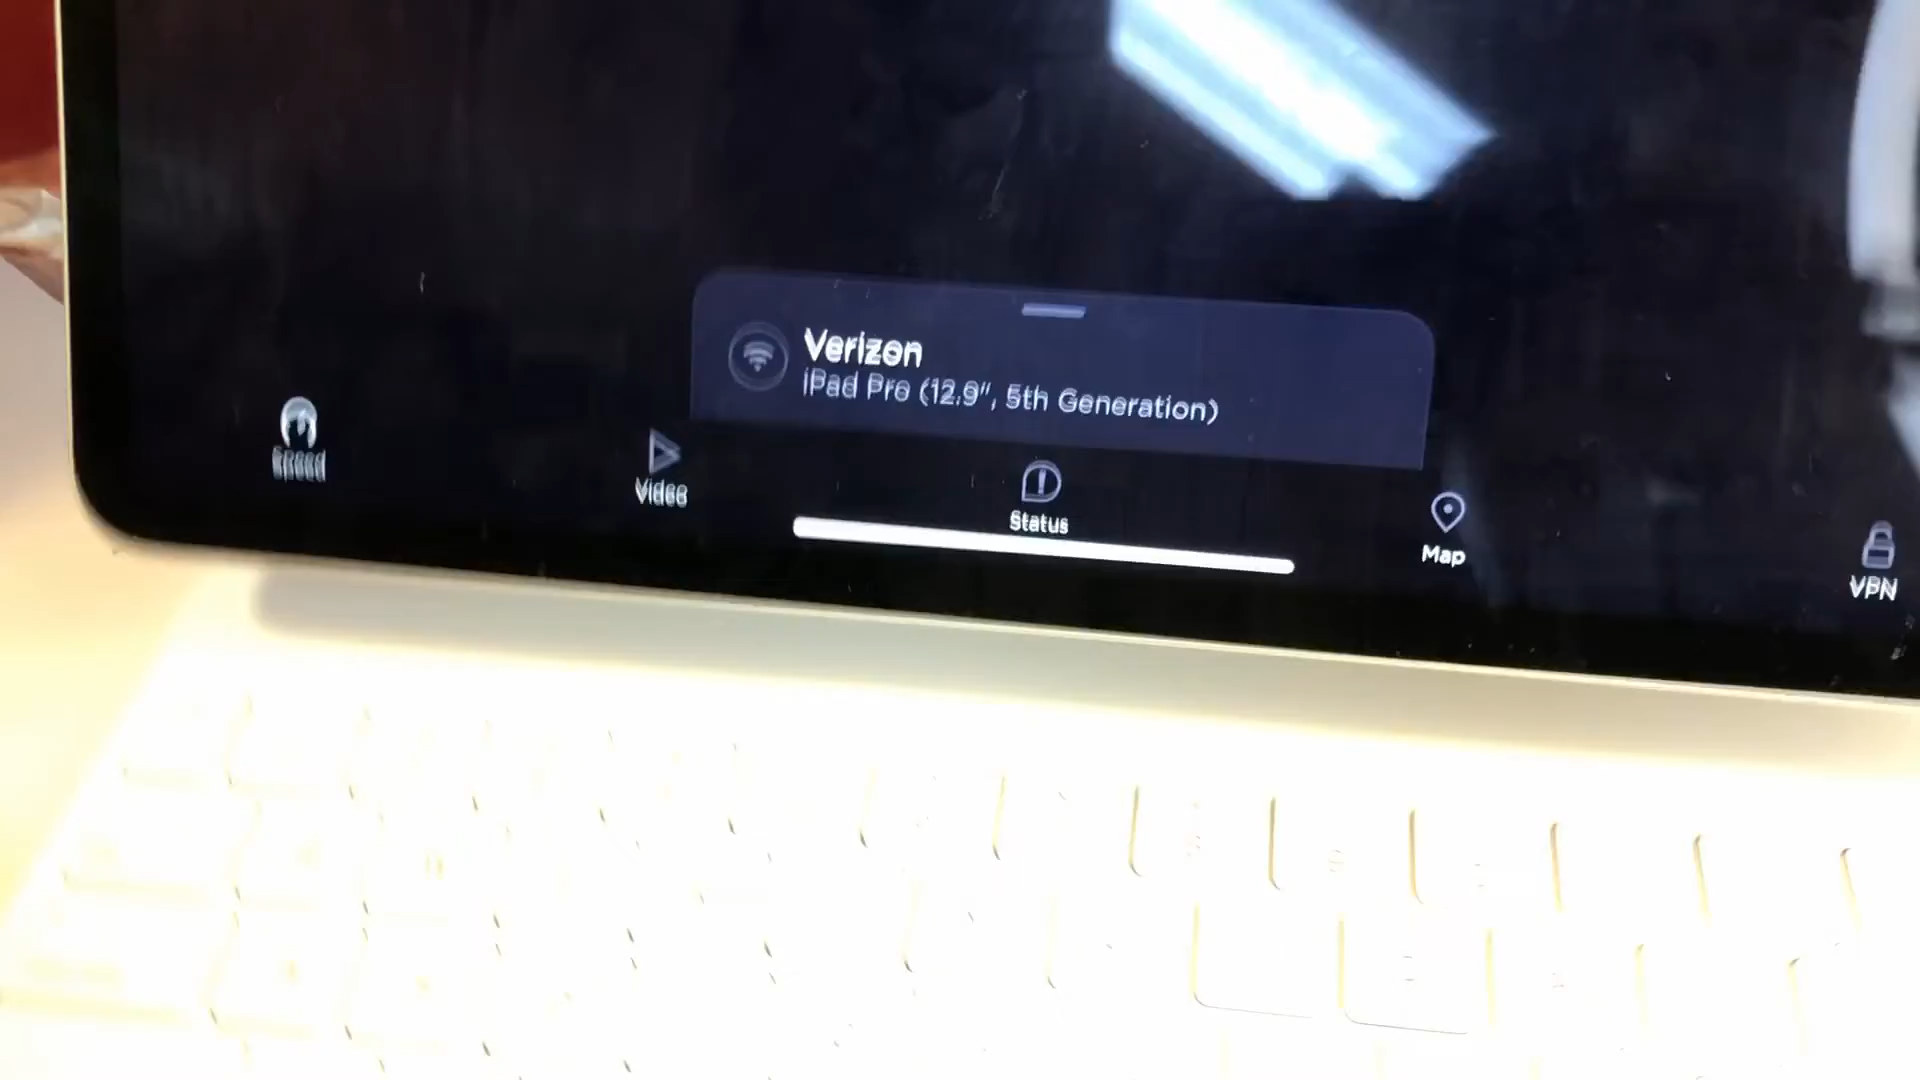 Verizon
iPad Pro (12.9", 5th Generation)
Speed
Video
Status
Map
VPN